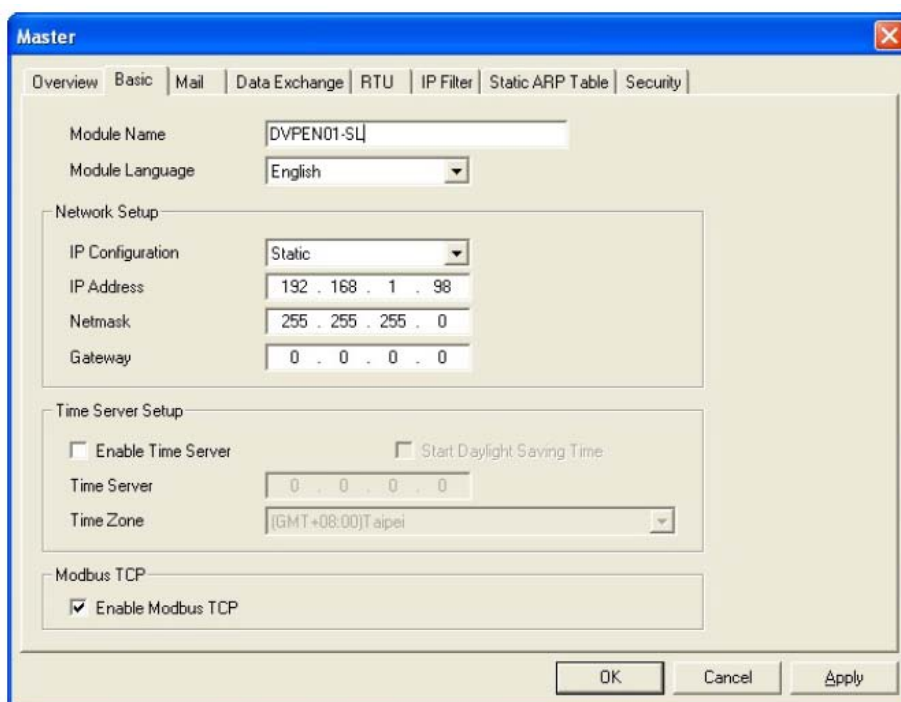 Master
Overview Basic Mail Data Exchange RTU IP Filter Static ARP Table Security
Module Name DVPEN01-SL
Module Language English
Network Setup
IP Configuration Static
IP Address 192 . 168 . 1 . 98
Netmask 255 . 255 . 255 . 0
Gateway 0 . 0 . 0 . 0
Time Server Setup
Enable Time Server Start Daylight Saving Time
Time Server 0 . 0 . 0 . 0
Time Zone (GMT+08:00)Taipei
Modbus TCP
Enable Modbus TCP
OK Cancel Apply